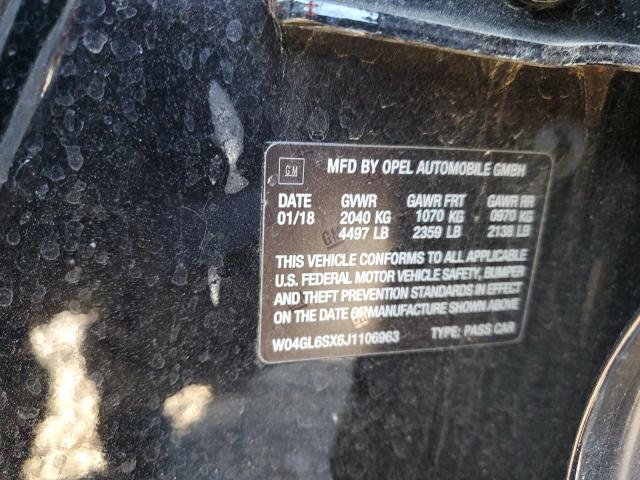 GM MFD BY OPEL AUTOMOBILE GMBH
DATE GVWR GAWR FRT GAWR RR
01/18 2040 KG 1070 KG 0970 KG
4497 LB 2359 LB 2138 LB
THIS VEHICLE CONFORMS TO ALL APPLICABLE
U.S. FEDERAL MOTOR VEHICLE SAFETY, BUMPER
AND THEFT PREVENTION STANDARDS IN EFFECT
ON THE DATE OF MANUFACTURE SHOWN ABOVE
W04GL6SX6J1106963 TYPE: PASS CAR